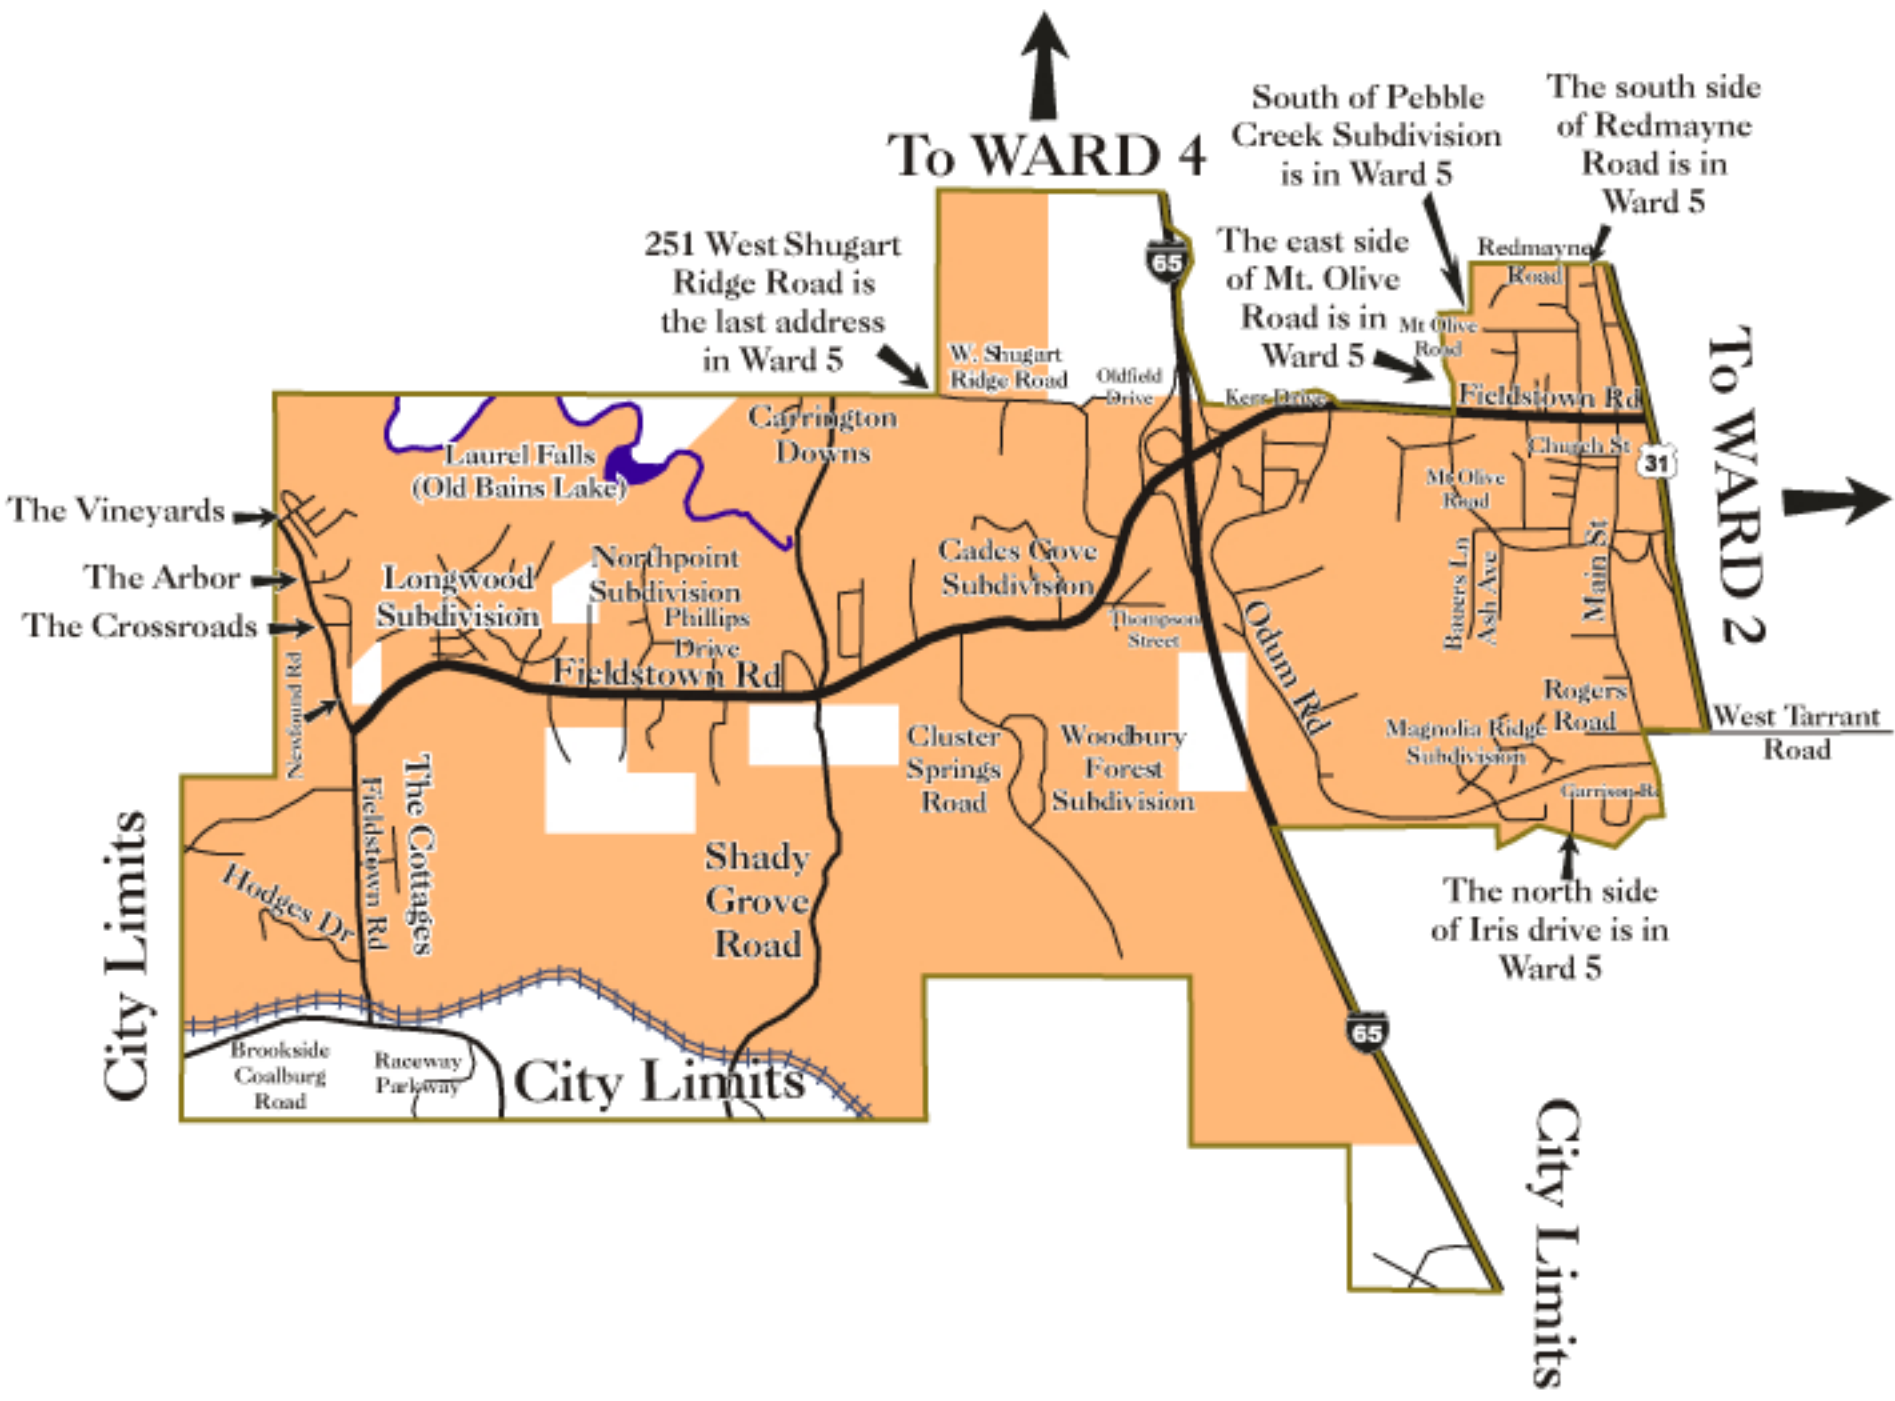 To WARD 4
South of Pebble
Creek Subdivision
is in Ward 5
The south side
of Redmayne
Road is in
Ward 5
251 West Shugart
Ridge Road is
the last address
in Ward 5
65
The east side
of Mt. Olive
Road is in
Ward 5
Redmayne
Road
Mt Olive
Road
W. Shugart
Ridge Road
Oldfield
Drive
Kerr Drive
Fieldstown Rd
To WARD 2
Carrington
Downs
Laurel Falls
(Old Bains Lake)
Church St
31
Mt Olive
Road
The Vineyards
The Arbor
The Crossroads
Longwood
Subdivision
Northpoint
Subdivision
Phillips
Drive
Cades Cove
Subdivision
Thompson
Street
Bauers Ln
Ash Ave
Main St
Odum Rd
Fieldstown Rd
Newfound Rd
Rogers
Road
West Tarrant
Road
Magnolia Ridge
Subdivision
Cluster
Springs
Road
Woodbury
Forest
Subdivision
The Cottages
Fieldstown Rd
Shady
Grove
Road
Hodges Dr
City Limits
The north side
of Iris drive is in
Ward 5
65
Brookside
Coalburg
Road
Raceway
Parkway
City Limits
City Limits